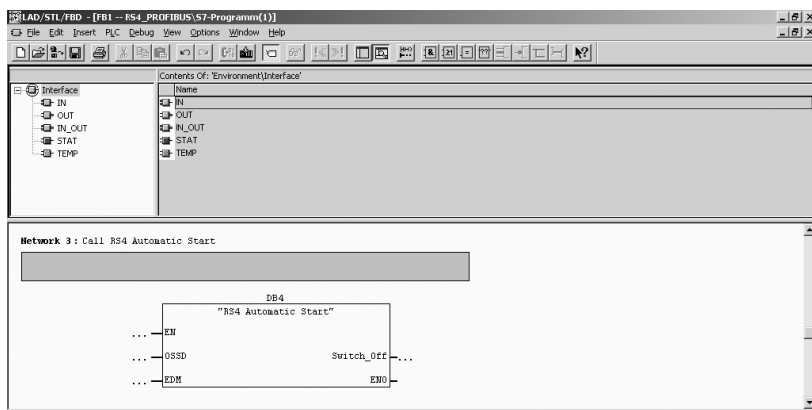 LAD/STL/FBD - [FB1 -- RS4_PROFIBUS\S7-Programm(1)]
File Edit Insert PLC Debug View Options Window Help
Contents Of: 'Environment\Interface'
Interface
IN
OUT
IN_OUT
STAT
TEMP
Name
IN
OUT
IN_OUT
STAT
TEMP
Network 3 : Call RS4 Automatic Start
DB4
"RS4 Automatic Start"
... EN
... OSSD Switch_Off ...
... EDM ENO